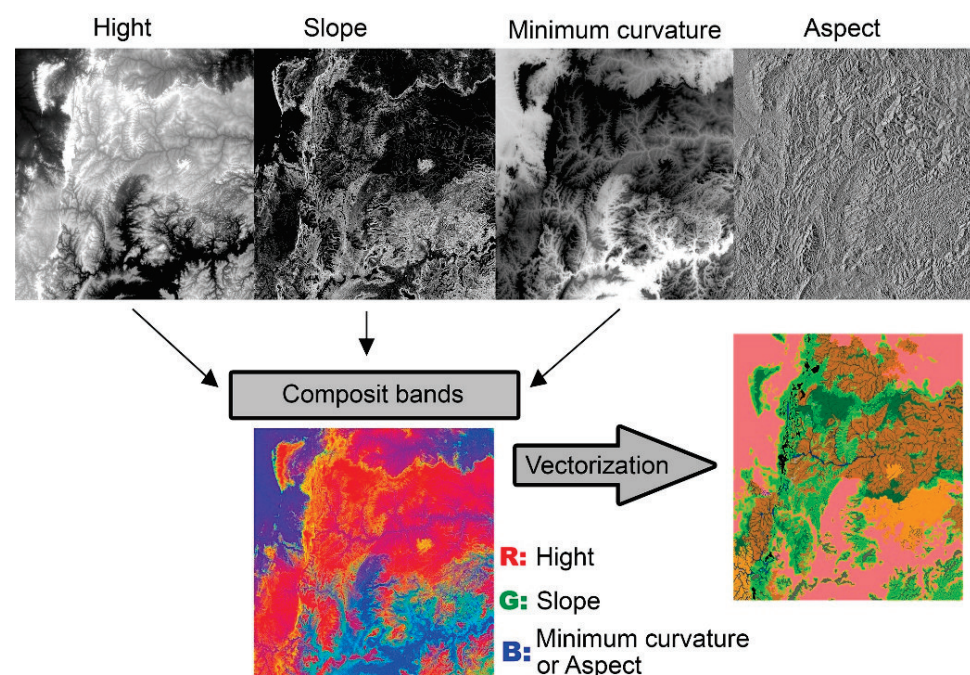 Hight
Slope
Minimum curvature
Aspect
Composit bands
Vectorization
R: Hight
G: Slope
B: Minimum curvature
or Aspect